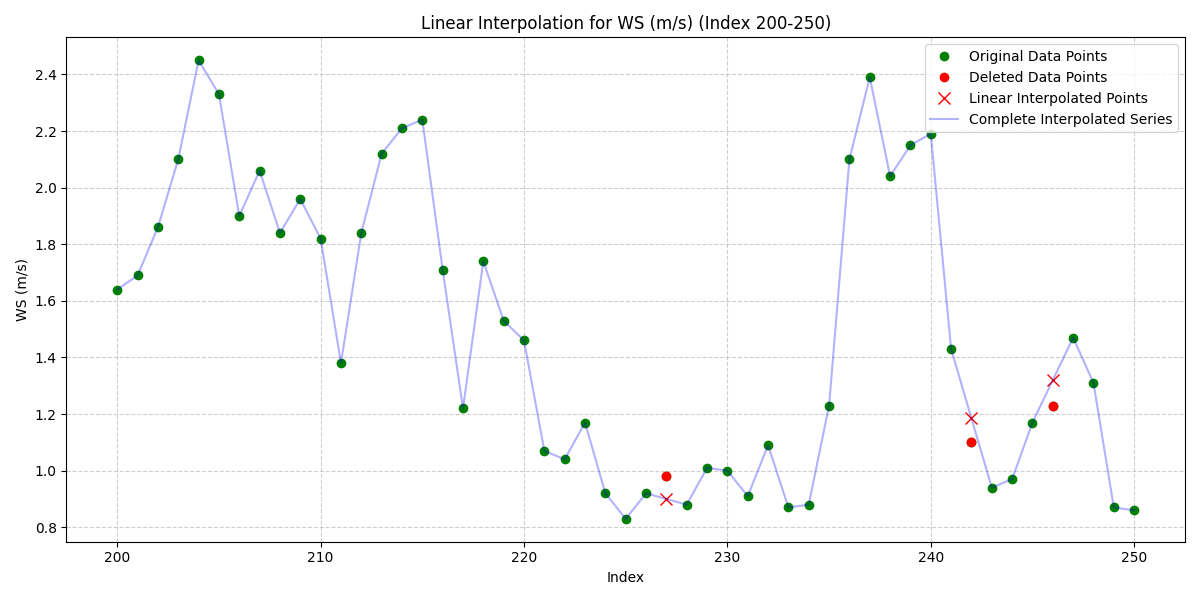 Linear Interpolation for WS (m/s) (Index 200-250)
Original Data Points
Deleted Data Points
Linear Interpolated Points
Complete Interpolated Series
2.4
2.2
2.0
1.8
1.6
1.4
1.2
1.0
0.8
WS (m/s)
200 210 220 230 240 250
Index